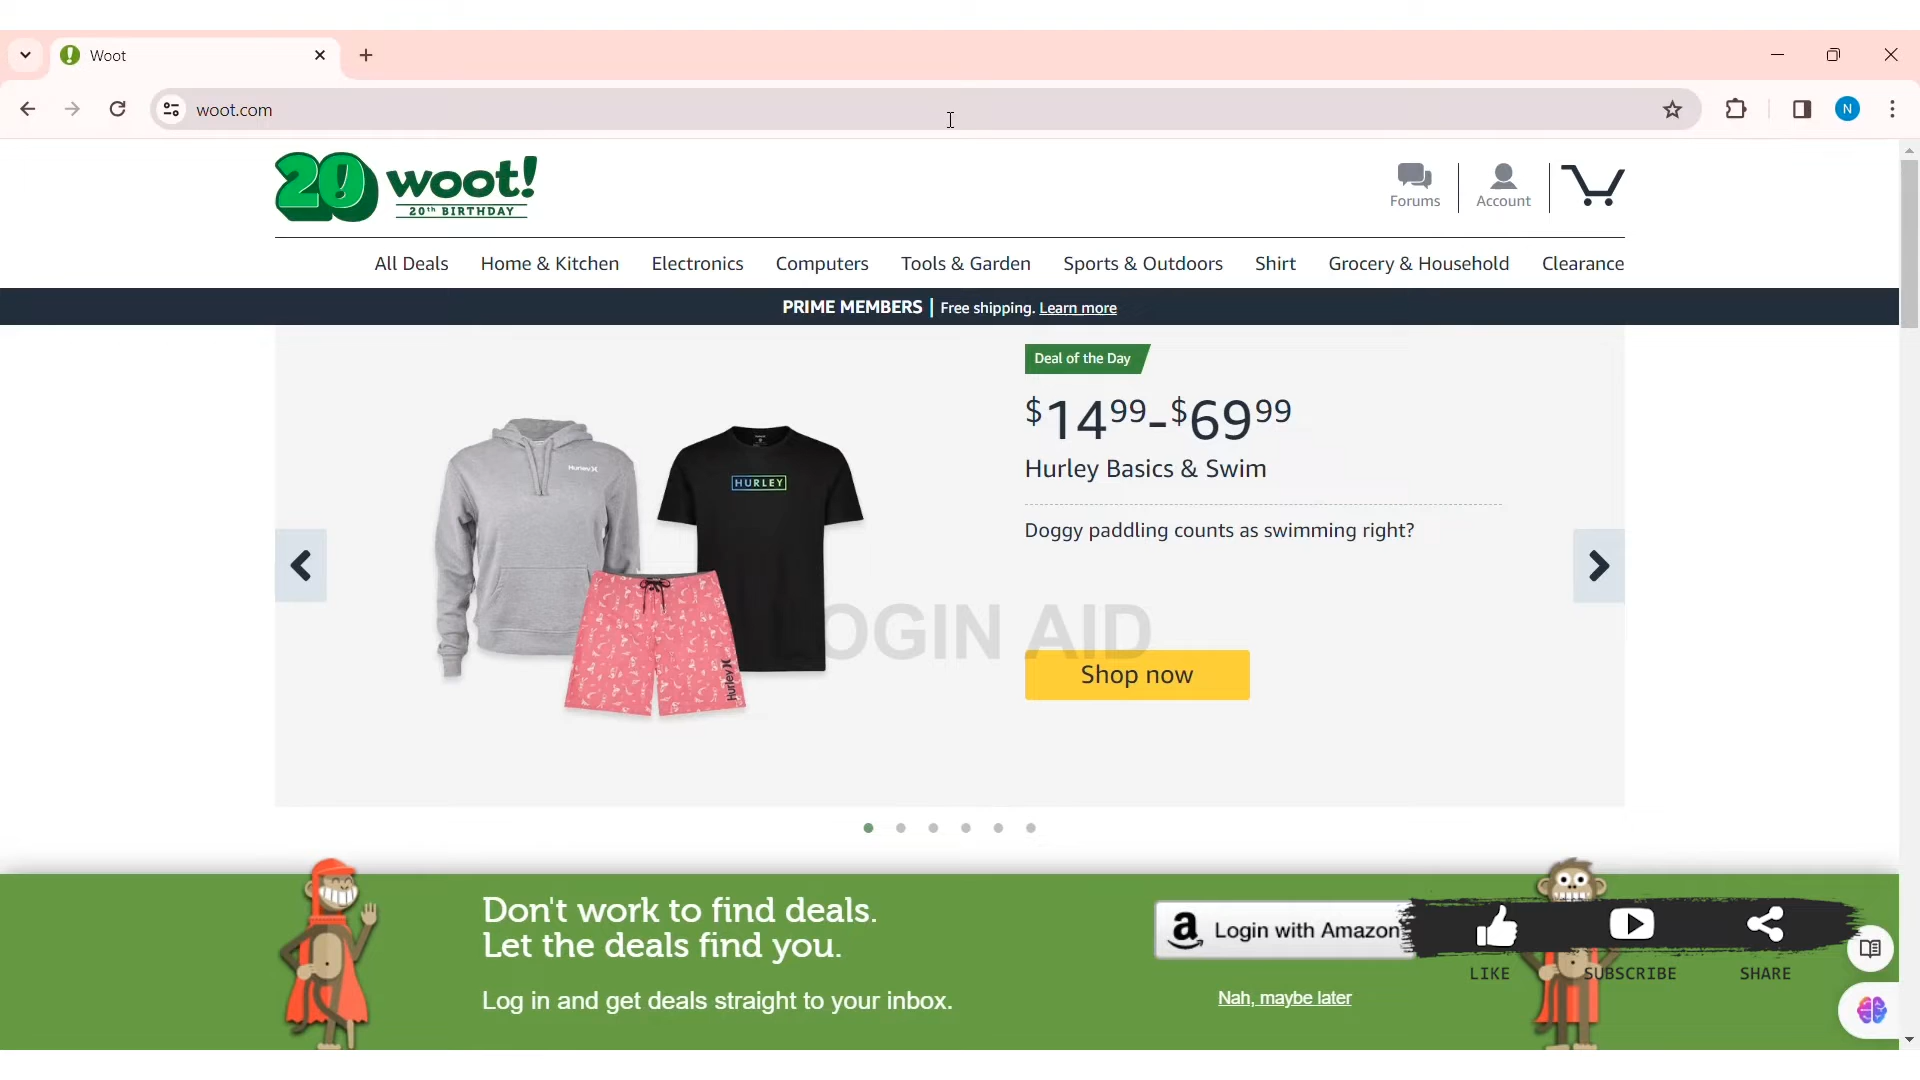 Woot
woot.com
N
20 woot!
20th BIRTHDAY
Forums
Account
All Deals
Home & Kitchen
Electronics
Computers
Tools & Garden
Sports & Outdoors
Shirt
Grocery & Household
Clearance
PRIME MEMBERS | Free shipping. Learn more
Deal of the Day
$14 99 - $69 99
Hurley Basics & Swim
Doggy paddling counts as swimming right?
Hurley
HURLEY
Hurley
OGIN AID
Shop now
Don't work to find deals.
Let the deals find you.
Log in and get deals straight to your inbox.
a Login with Amazon
Nah, maybe later
LIKE
SUBSCRIBE
SHARE